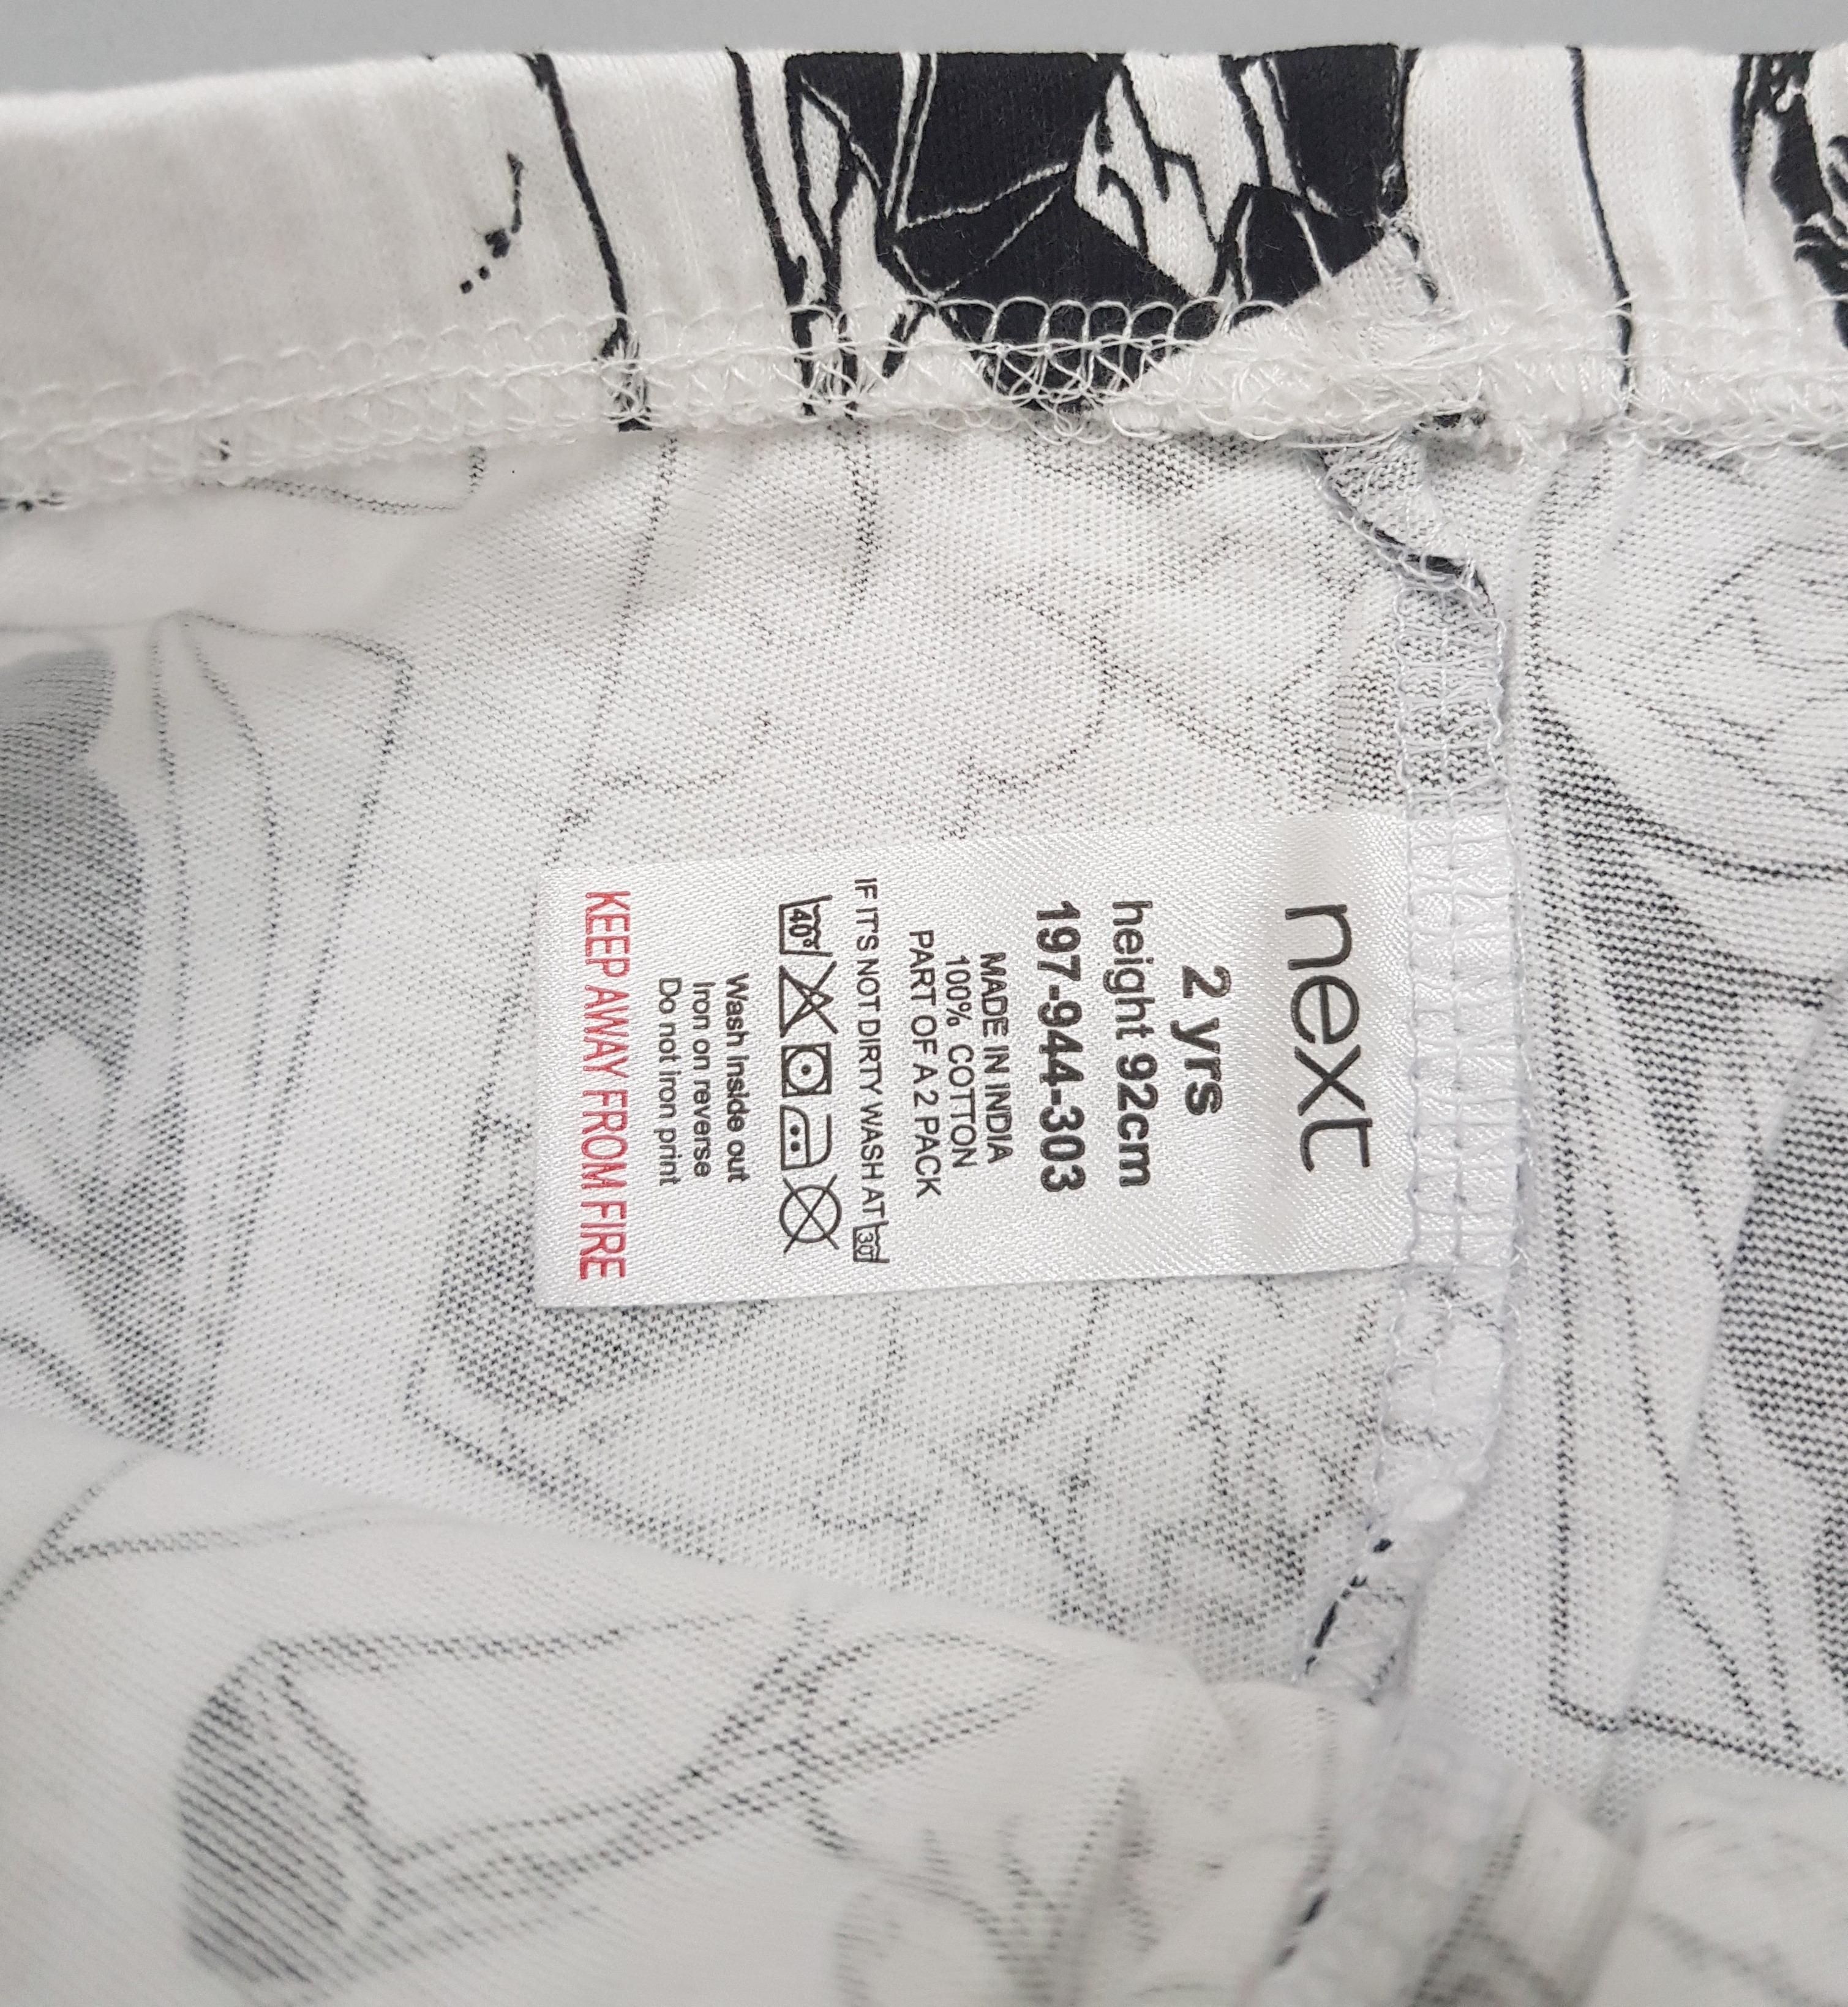 next
2 yrs
height 92cm
197-944-303
MADE IN INDIA
100% COTTON
PART OF A 2 PACK
IF IT'S NOT DIRTY WASH AT 30°
40°
Wash inside out
Iron on reverse
Do not iron print
KEEP AWAY FROM FIRE